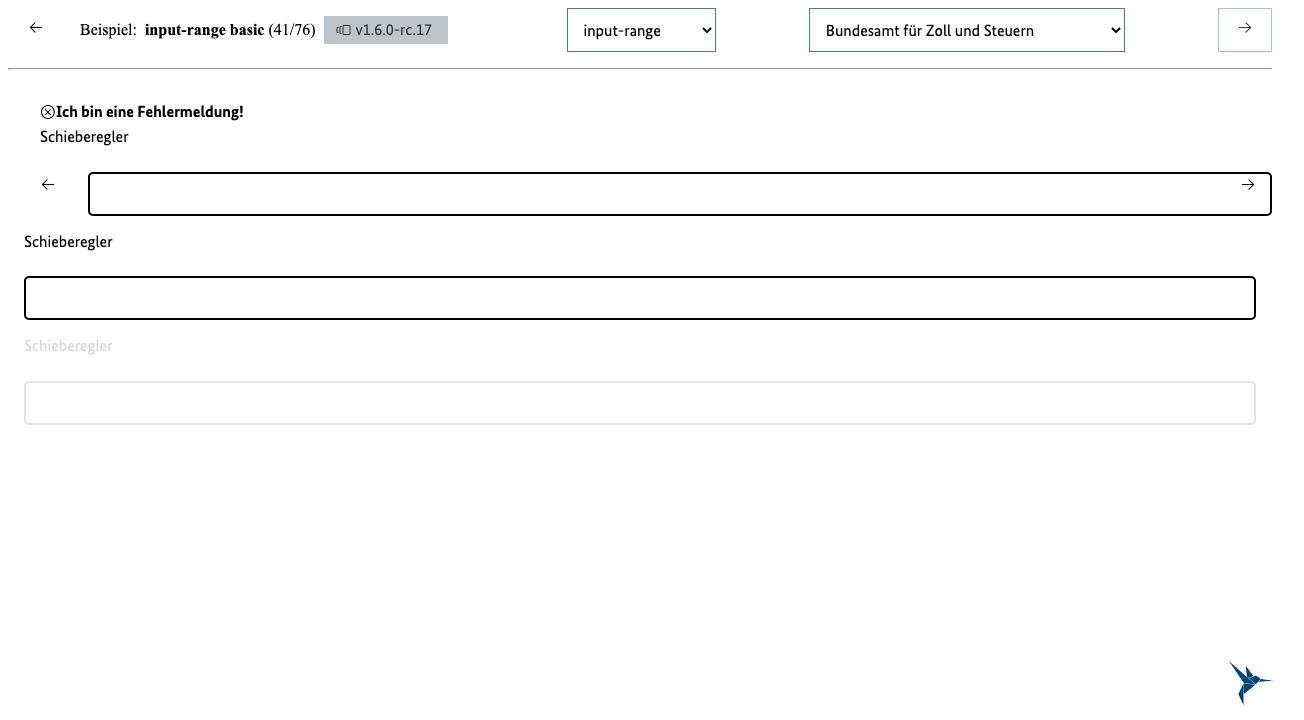 Beispiel: input-range basic (41/76) v1.6.0-rc.17 input-range Bundesamt für Zoll und Steuern
Ich bin eine Fehlermeldung!
Schieberegler
Schieberegler
Schieberegler